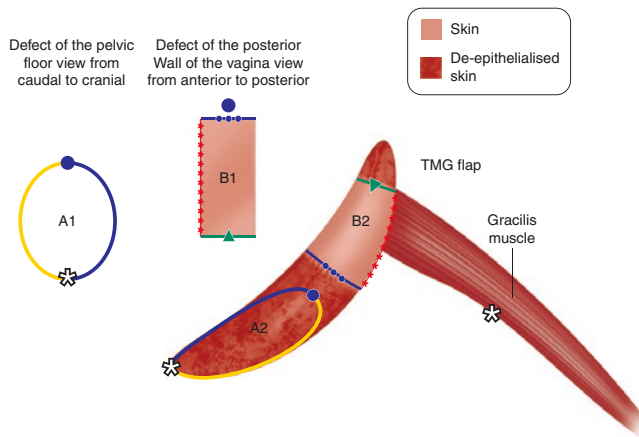 Defect of the pelvic
floor view from
caudal to cranial
Defect of the posterior
Wall of the vagina view
from anterior to posterior
Skin
De-epithelialised
skin
A1
B1
TMG flap
B2
Gracilis
muscle
A2